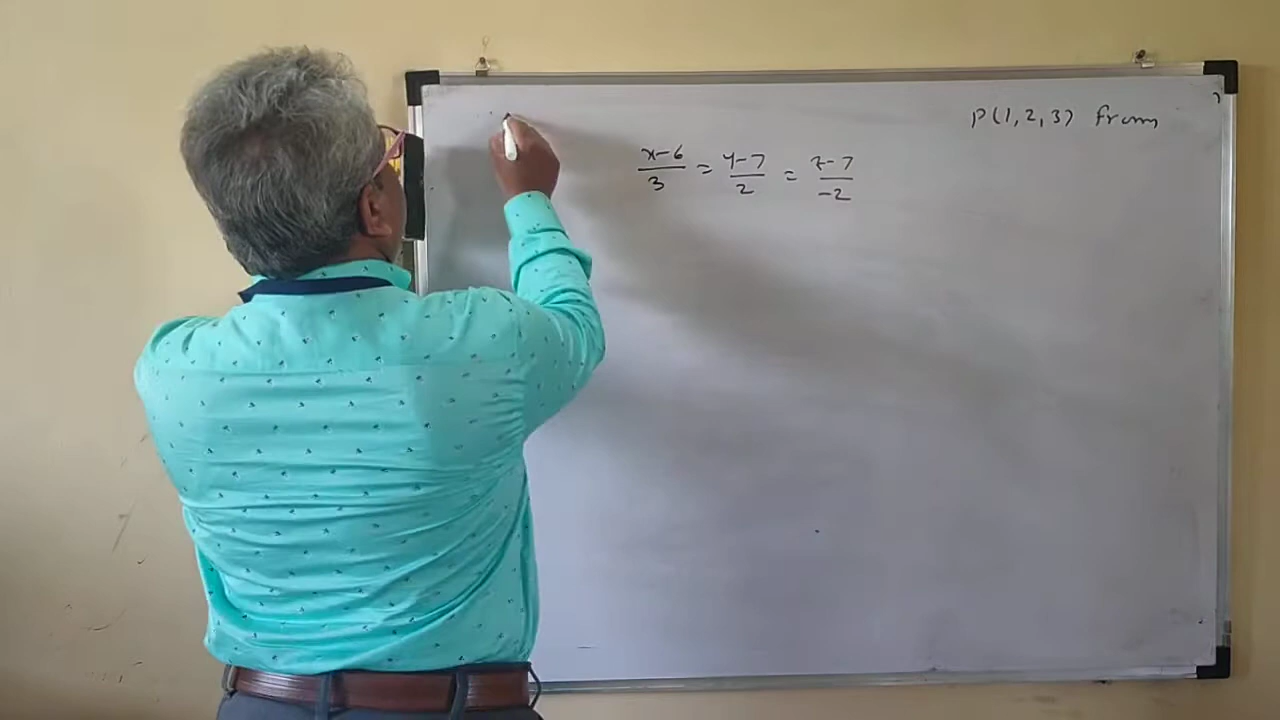 P(1, 2, 3) from
x-6/3 = y-7/2 = z-7/-2